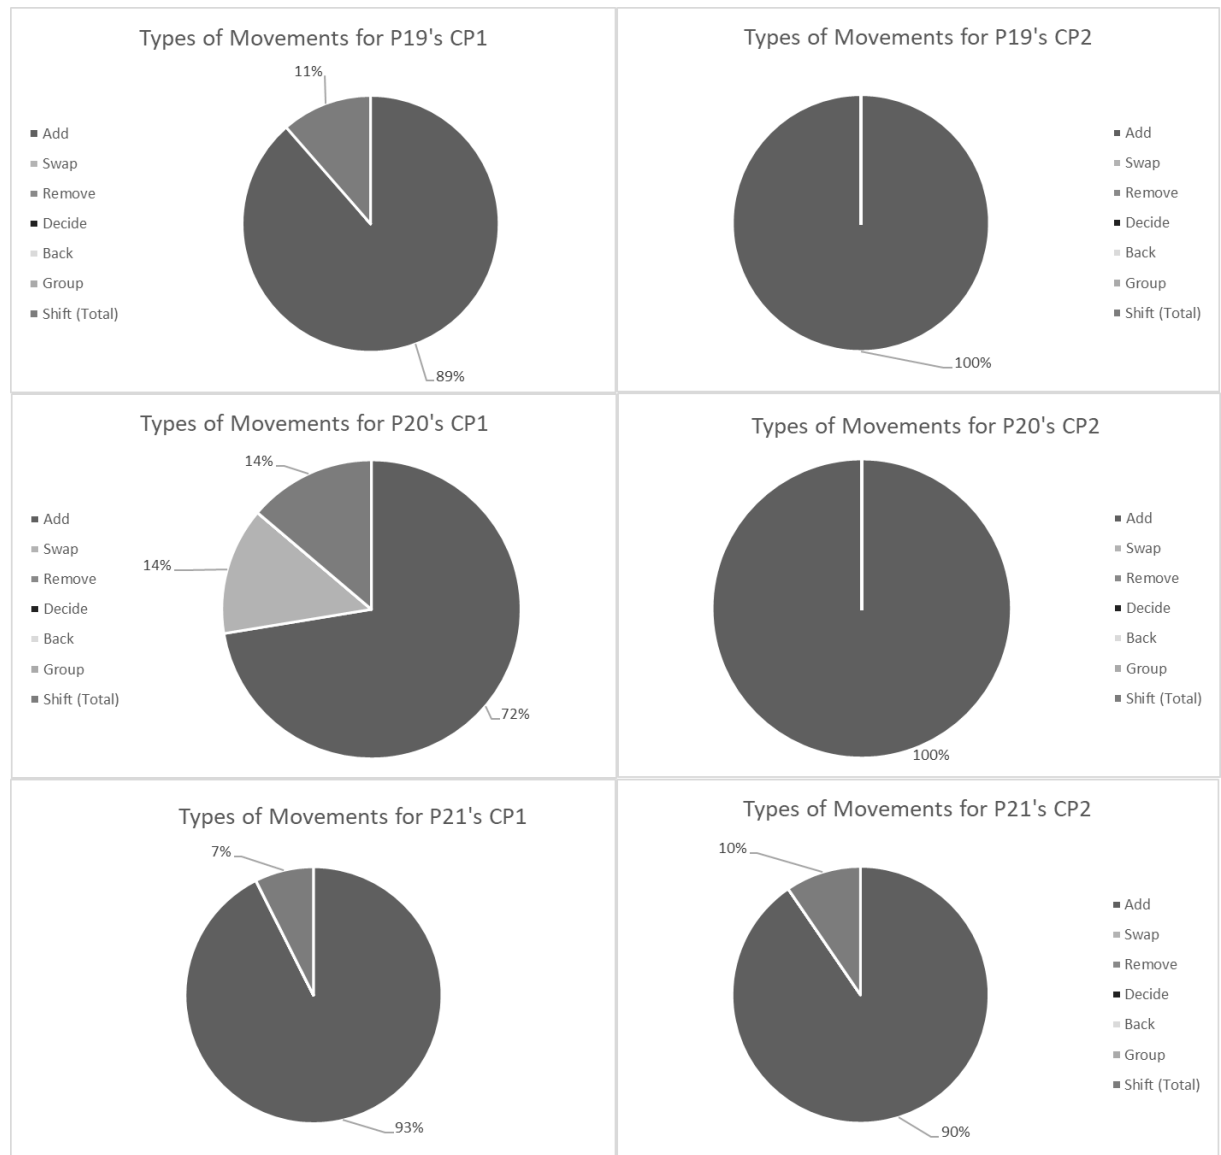 Types of Movements for P19's CP1
11%
Add
Swap
Remove
Decide
Back
Group
Shift (Total)
89%
Types of Movements for P19's CP2
Add
Swap
Remove
Decide
Back
Group
Shift (Total)
100%
Types of Movements for P20's CP1
14%
Add
Swap
14%
Remove
Decide
Back
Group
Shift (Total)
72%
Types of Movements for P20's CP2
Add
Swap
Remove
Decide
Back
Group
Shift (Total)
100%
Types of Movements for P21's CP1
7%
93%
Types of Movements for P21's CP2
10%
Add
Swap
Remove
Decide
Back
Group
Shift (Total)
90%